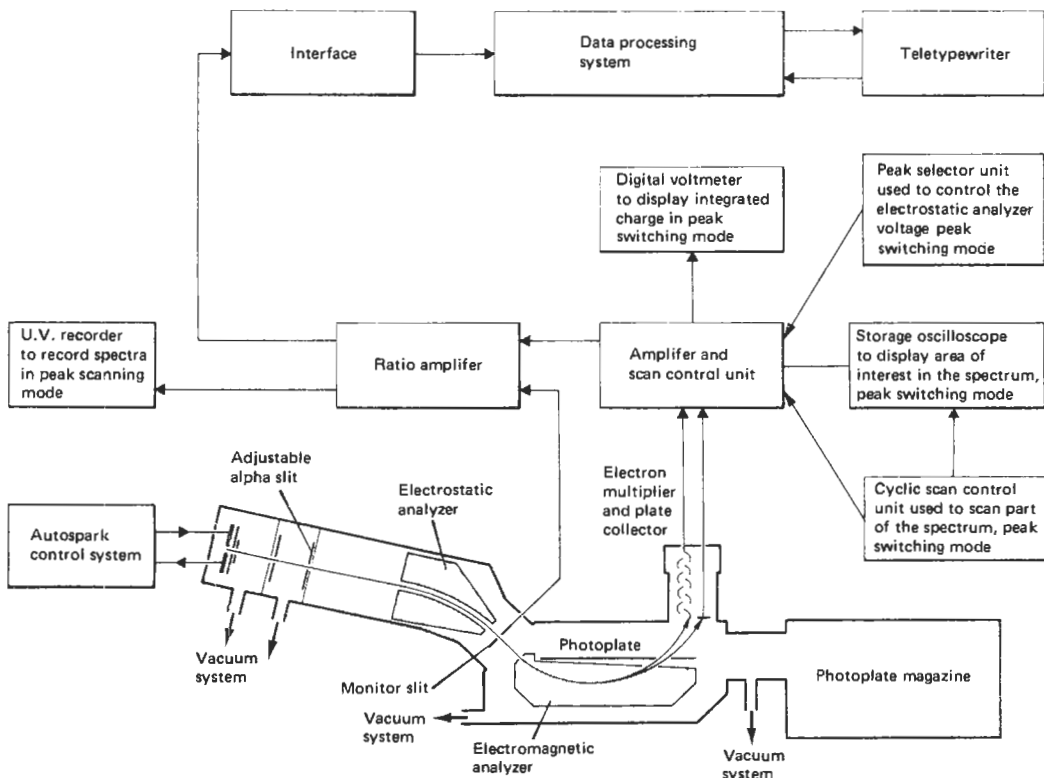 Interface
Data processing
system
Teletypewriter
Digital voltmeter
to display integrated
charge in peak
switching mode
Peak selector unit
used to control the
electrostatic analyzer
voltage peak
switching mode
U.V. recorder
to record spectra
in peak scanning
mode
Ratio amplifer
Amplifer and
scan control unit
Storage oscilloscope
to display area of
interest in the spectrum,
peak switching mode
Adjustable
alpha slit
Electrostatic
analyzer
Electron
multiplier
and plate
collector
Cyclic scan control
unit used to scan part
of the spectrum, peak
switching mode
Autospark
control system
Vacuum
system
Monitor slit
Photoplate
Photoplate magazine
Vacuum
system
Electromagnetic
analyzer
Vacuum
system